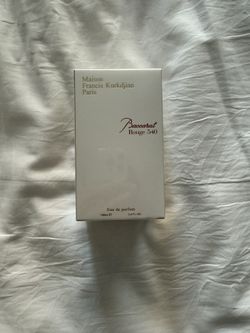 Maison
Francis Kurkdjian
Paris
Baccarat
Rouge 540
Eau de parfum